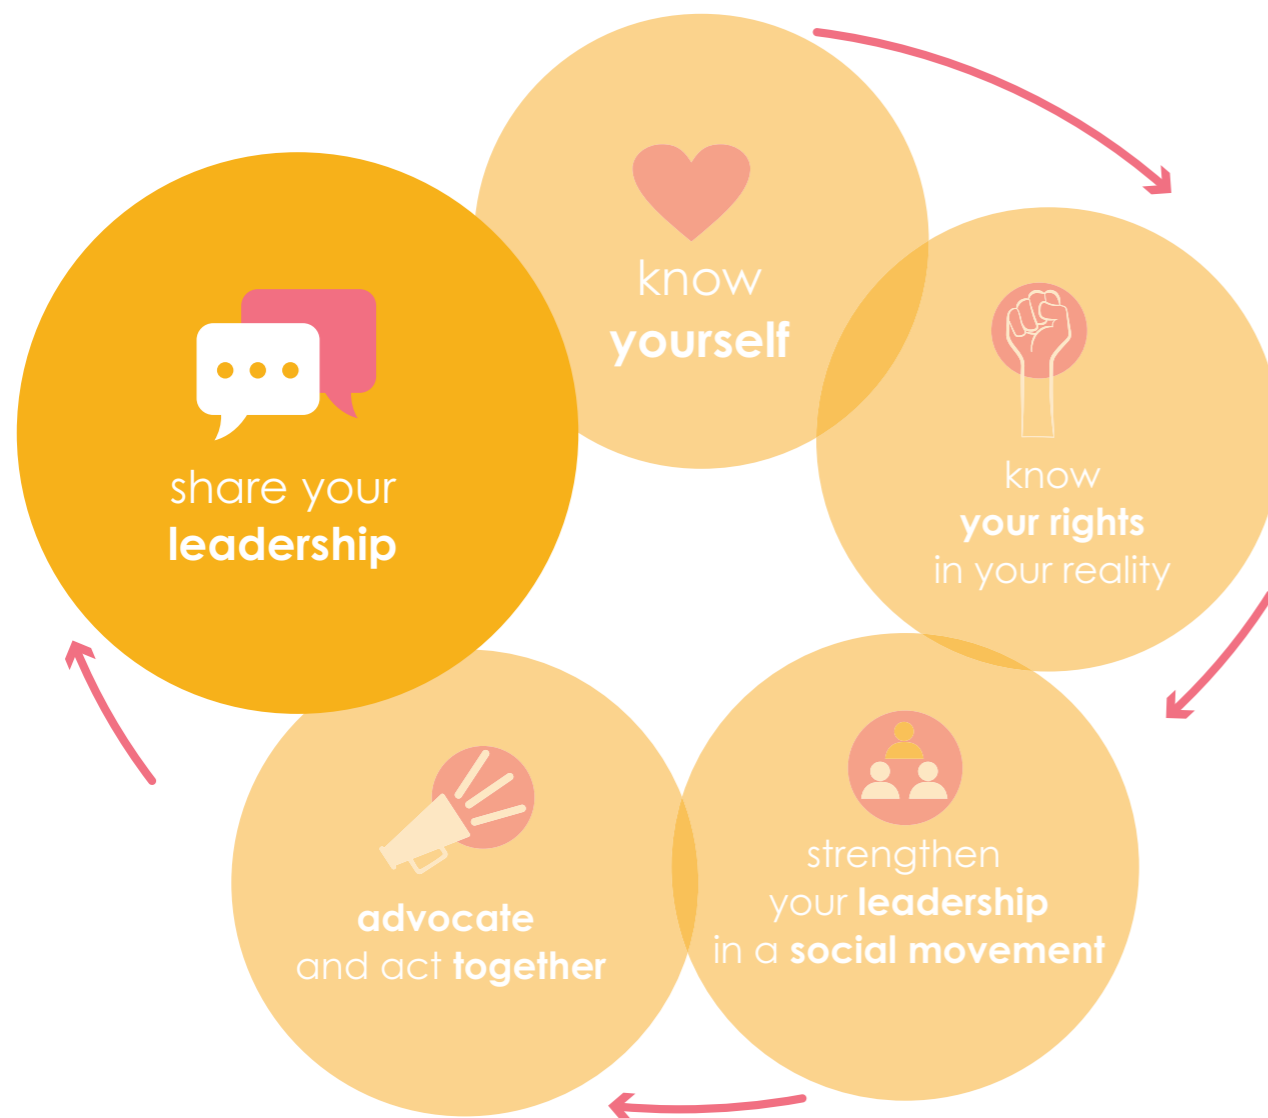 know
yourself
know
your rights
in your reality
strengthen
your leadership
in a social movement
advocate
and act together
share your
leadership